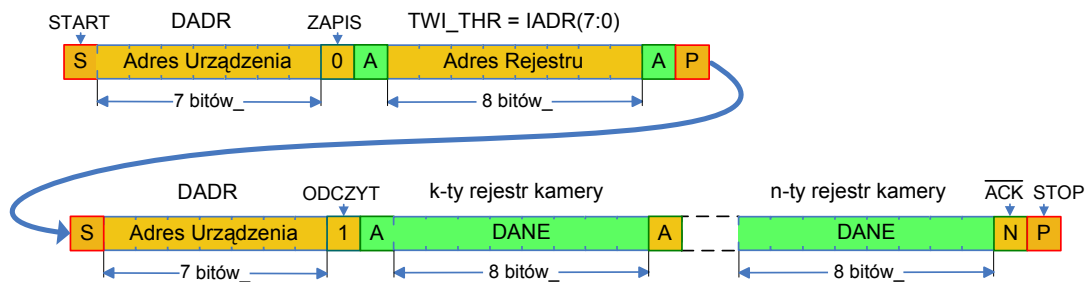 START DADR ZAPIS TWI_THR = IADR(7:0)
S Adres Urządzenia 0 A Adres Rejestru A P
7 bitów_ 8 bitów_
DADR ODCZYT k-ty rejestr kamery n-ty rejestr kamery ACK STOP
S Adres Urządzenia 1 A DANE A DANE N P
7 bitów_ 8 bitów_ 8 bitów_